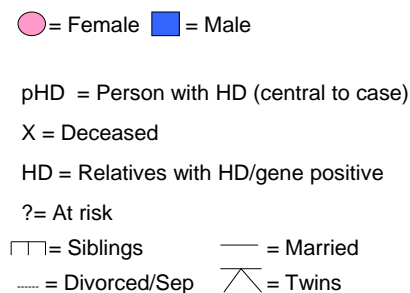 = Female = Male
pHD = Person with HD (central to case)
X = Deceased
HD = Relatives with HD/gene positive
?= At risk
= Siblings = Married
= Divorced/Sep = Twins